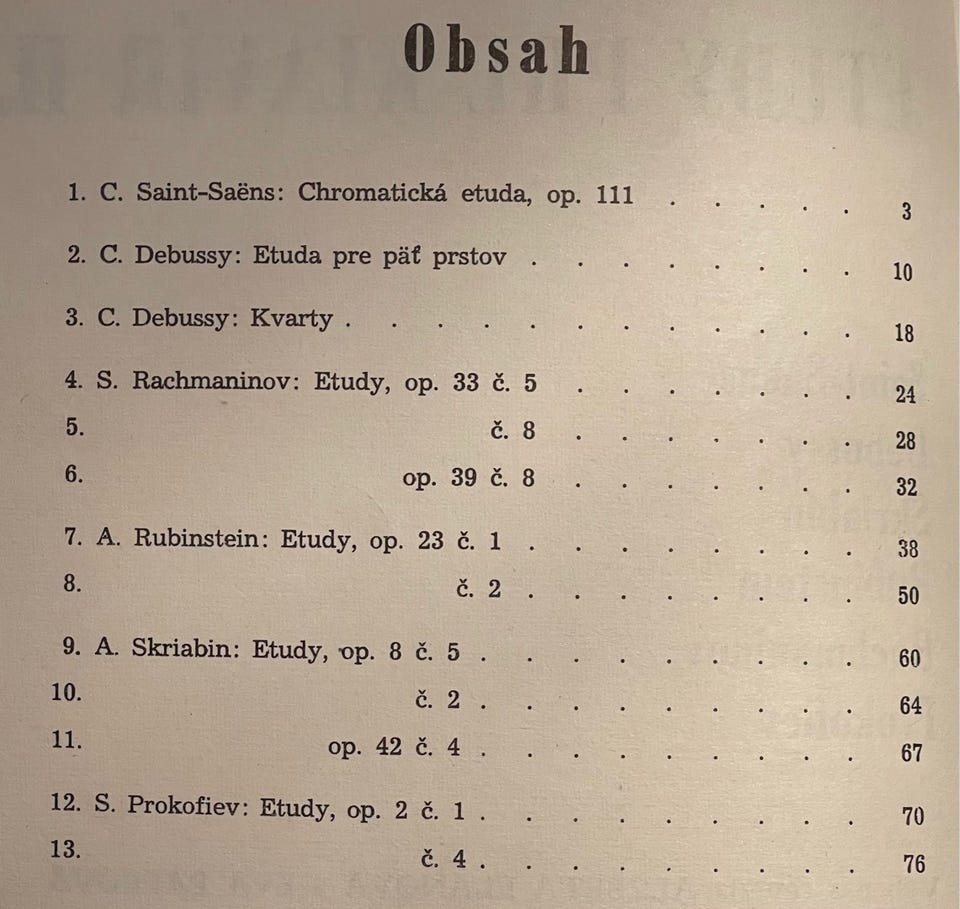 Obsah
1. C. Saint-Saëns: Chromatická etuda, op. 111 . . . . . 3
2. C. Debussy: Etuda pre päť prstov . . . . . . . . 10
3. C. Debussy: Kvarty . . . . . . . . . . . . 18
4. S. Rachmaninov: Etudy, op. 33 č. 5 . . . . . . . 24
5. č. 8 . . . . . . . 28
6. op. 39 č. 8 . . . . . . . 32
7. A. Rubinstein: Etudy, op. 23 č. 1 . . . . . . . . 38
8. č. 2 . . . . . . . . 50
9. A. Skriabin: Etudy, op. 8 č. 5 . . . . . . . . . 60
10. č. 2 . . . . . . . . . 64
11. op. 42 č. 4 . . . . . . . . . 67
12. S. Prokofiev: Etudy, op. 2 č. 1 . . . . . . . . . 70
13. č. 4 . . . . . . . . . 76